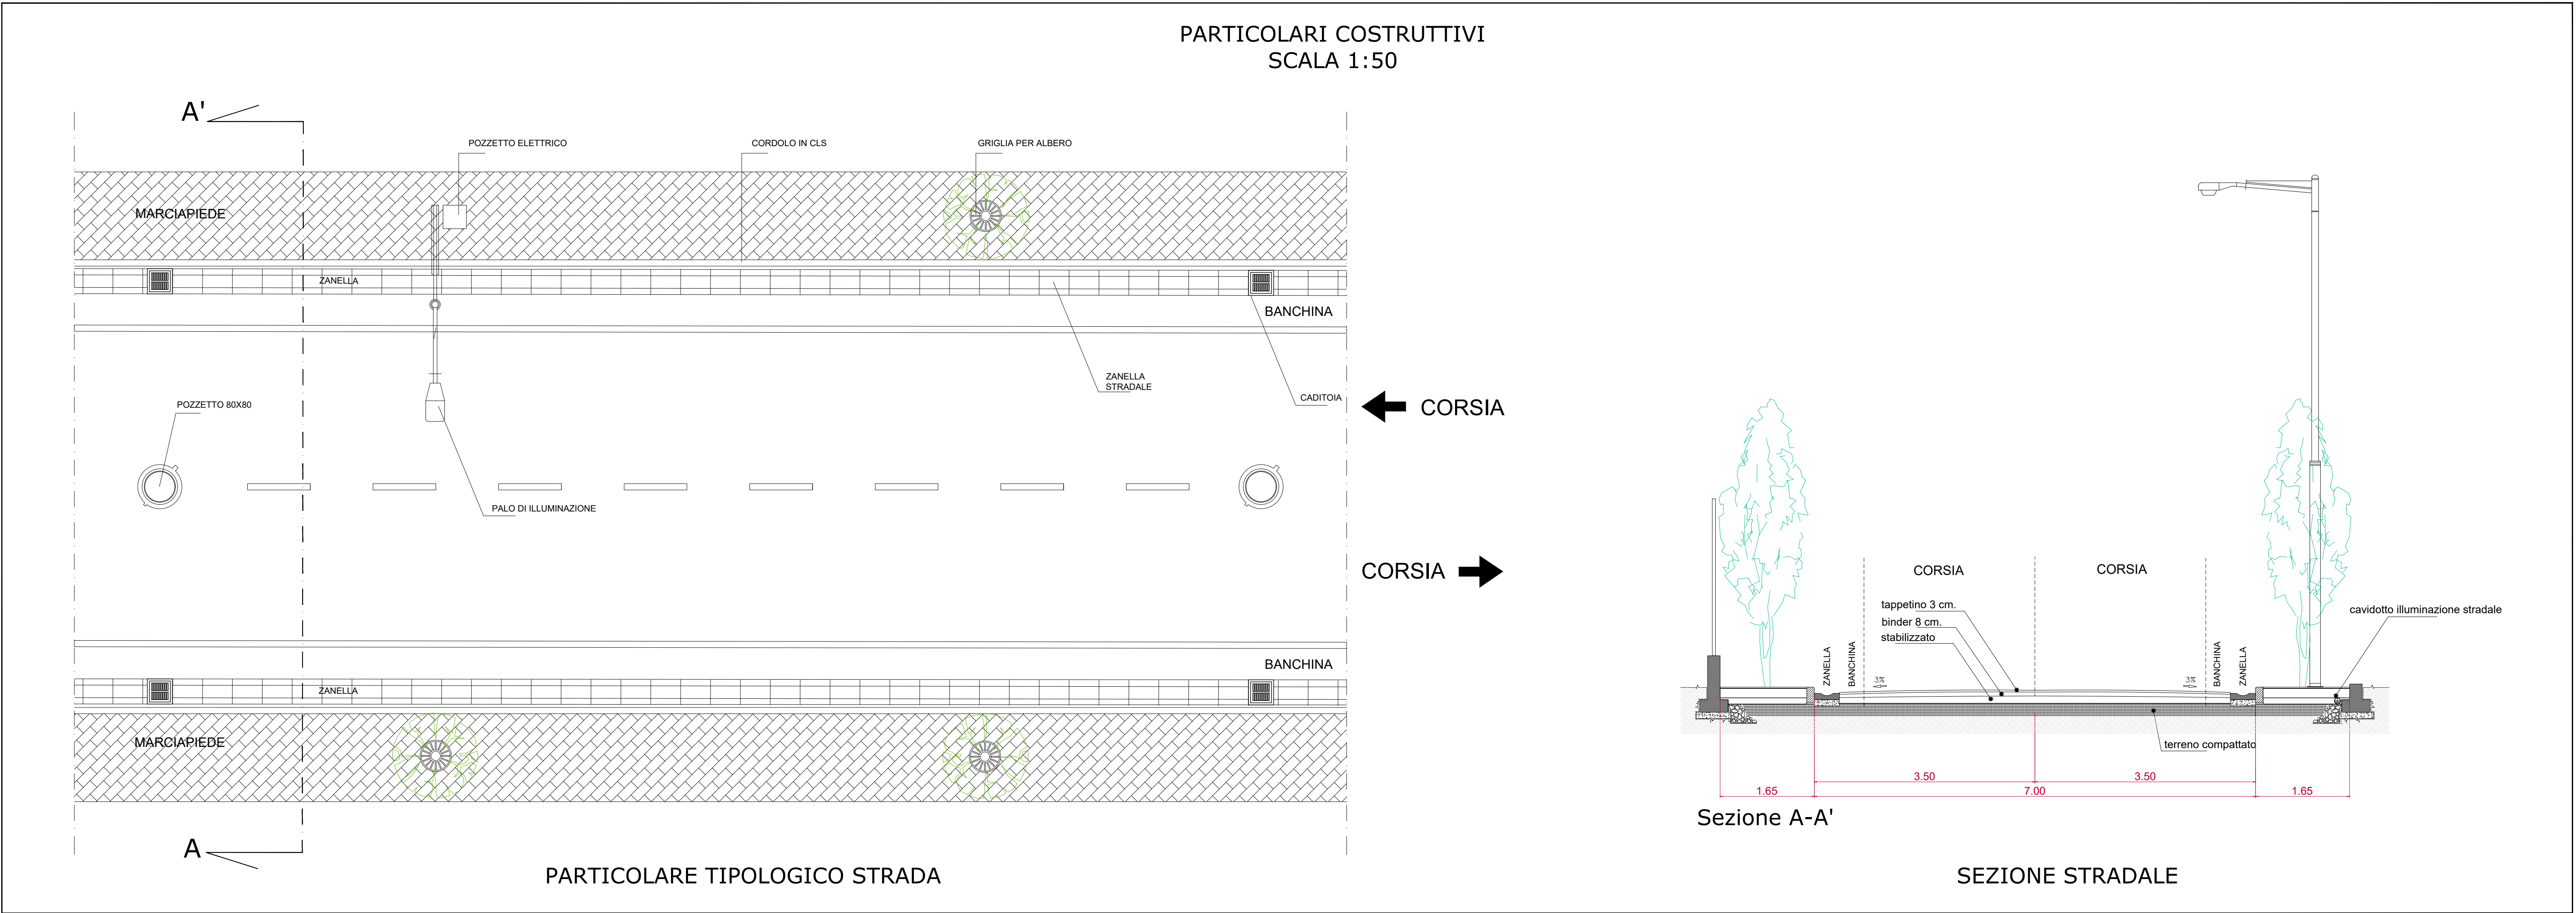 PARTICOLARI COSTRUTTIVI
SCALA 1:50
A'
POZZETTO ELETTRICO
CORDOLO IN CLS
GRIGLIA PER ALBERO
MARCIAPIEDE
ZANELLA
BANCHINA
ZANELLA
STRADALE
CADITOIA
POZZETTO 80X80
PALO DI ILLUMINAZIONE
CORSIA
CORSIA
BANCHINA
ZANELLA
MARCIAPIEDE
A
PARTICOLARE TIPOLOGICO STRADA
CORSIA
CORSIA
tappetino 3 cm.
binder 8 cm.
stabilizzato
cavidotto illuminazione stradale
ZANELLA
BANCHINA
3%
3%
BANCHINA
ZANELLA
terreno compattato
3.50
3.50
1.65
7.00
1.65
Sezione A-A'
SEZIONE STRADALE